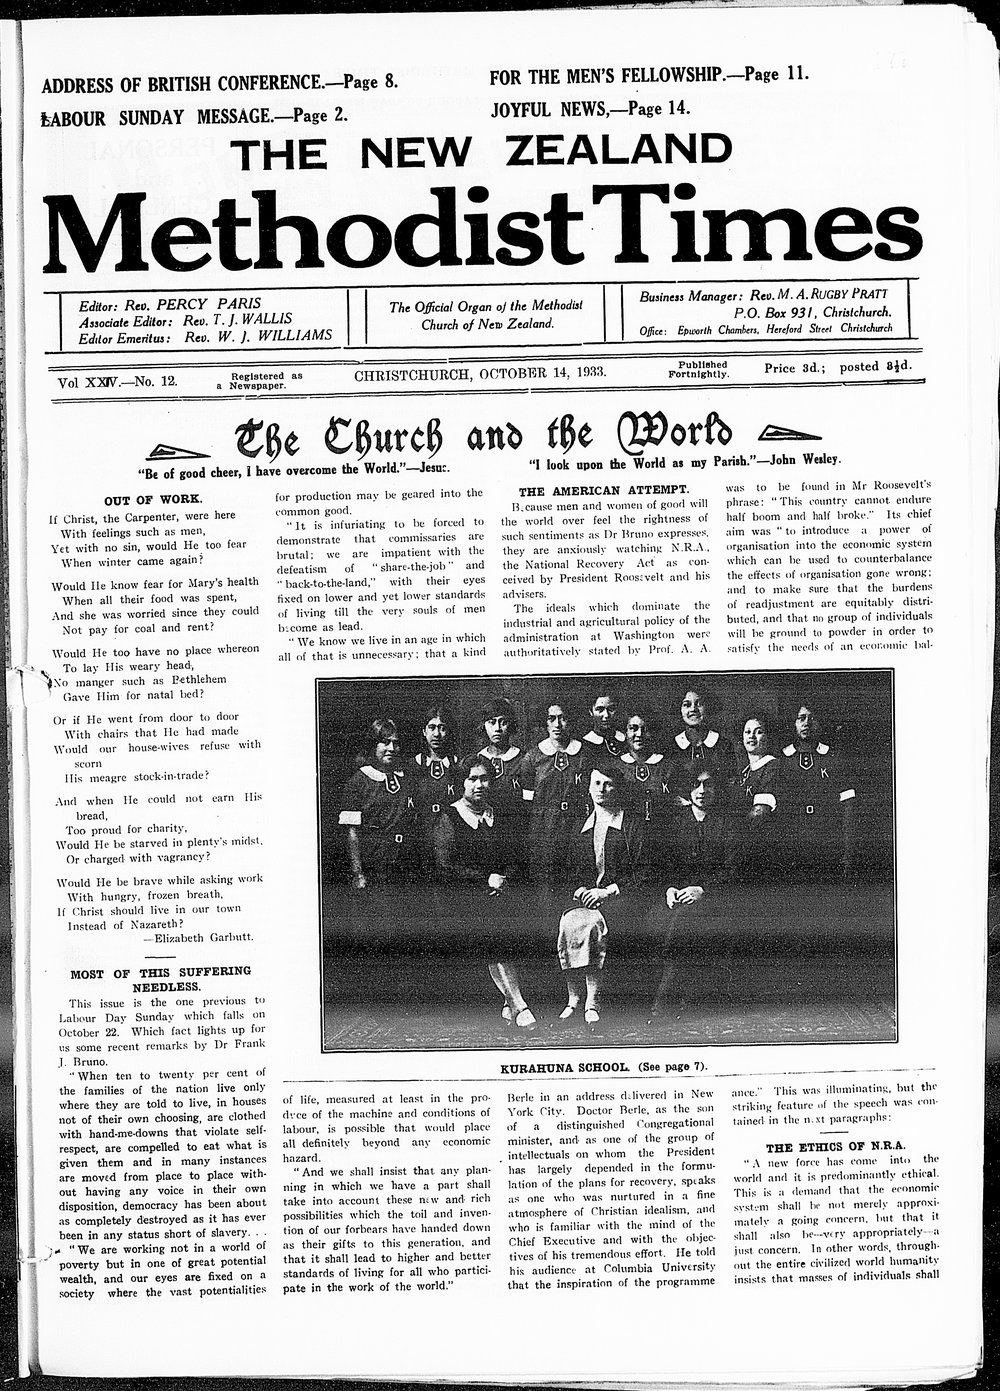 ADDRESS OF BRITISH CONFERENCE.—Page 8.
LABOUR SUNDAY MESSAGE.—Page 2.
FOR THE MEN'S FELLOWSHIP.—Page 11.
JOYFUL NEWS,—Page 14.
THE NEW ZEALAND
Methodist Times
Editor: Rev. PERCY PARIS
Associate Editor: Rev. T. J. WALLIS
Editor Emeritus: Rev. W. J. WILLIAMS
The Official Organ of the Methodist
Church of New Zealand.
Business Manager: Rev. M. A. RUGBY PRATT
P.O. Box 931, Christchurch.
Office: Epworth Chambers, Hereford Street Christchurch
Vol XXIV.—No. 12.
Registered as
a Newspaper.
CHRISTCHURCH, OCTOBER 14, 1933.
Published
Fortnightly.
Price 3d.; posted 3½d.
The Church and the World
"Be of good cheer, I have overcome the World."—Jesus.
"I look upon the World as my Parish."—John Wesley.
OUT OF WORK.
If Christ, the Carpenter, were here
With feelings such as men,
Yet with no sin, would He too fear
When winter came again?
Would He know fear for Mary's health
When all their food was spent,
And she was worried since they could
Not pay for coal and rent?
Would He too have no place whereon
To lay His weary head,
No manger such as Bethlehem
Gave Him for natal bed?
Or if He went from door to door
With chairs that He had made
Would our house-wives refuse with
scorn
His meagre stock-in-trade?
And when He could not earn His
bread,
Too proud for charity,
Would He be starved in plenty's midst,
Or charged with vagrancy?
Would He be brave while asking work
With hungry, frozen breath,
If Christ should live in our town
Instead of Nazareth?
—Elizabeth Garbutt.
MOST OF THIS SUFFERING
NEEDLESS.
This issue is the one previous to
Labour Day Sunday which falls on
October 22. Which fact lights up for
us some recent remarks by Dr Frank
J. Bruno.
"When ten to twenty per cent of
the families of the nation live only
where they are told to live, in houses
not of their own choosing, are clothed
with hand-me-downs that violate self-
respect, are compelled to eat what is
given them and in many instances
are moved from place to place with-
out having any voice in their own
disposition, democracy has been about
as completely destroyed as it has ever
been in any status short of slavery. . .
"We are working not in a world of
poverty but in one of great potential
wealth, and our eyes are fixed on a
society where the vast potentialities
for production may be geared into the
common good.
"It is infuriating to be forced to
demonstrate that commissaries are
brutal; we are impatient with the
defeatism of "share-the-job" and
"back-to-the-land," with their eyes
fixed on lower and yet lower standards
of living till the very souls of men
become as lead.
"We know we live in an age in which
all of that is unnecessary; that a kind
of life, measured at least in the pro-
duce of the machine and conditions of
labour, is possible that would place
all definitely beyond any economic
hazard.
"And we shall insist that any plan-
ning in which we have a part shall
take into account these new and rich
possibilities which the toil and inven-
tion of our forbears have handed down
as their gifts to this generation, and
that it shall lead to higher and better
standards of living for all who partici-
pate in the work of the world."
THE AMERICAN ATTEMPT.
Because men and women of good will
the world over feel the rightness of
such sentiments as Dr Bruno expresses,
they are anxiously watching N.R.A.,
the National Recovery Act as con-
ceived by President Roosevelt and his
advisers.
The ideals which dominate the
industrial and agricultural policy of the
administration at Washington were
authoritatively stated by Prof. A. A.
Berle in an address delivered in New
York City. Doctor Berle, as the son
of a distinguished Congregational
minister, and as one of the group of
intellectuals on whom the President
has largely depended in the formu-
lation of the plans for recovery, speaks
as one who was nurtured in a fine
atmosphere of Christian idealism, and
who is familiar with the mind of the
Chief Executive and with the objec-
tives of his tremendous effort. He told
his audience at Columbia University
that the inspiration of the programme
was to be found in Mr Roosevelt's
phrase: "This country cannot endure
half boom and half broke." Its chief
aim was "to introduce a power of
organisation into the economic system
which can be used to counterbalance
the effects of organisation gone wrong;
and to make sure that the burdens
of readjustment are equitably distri-
buted, and that no group of individuals
will be ground to powder in order to
satisfy the needs of an economic bal-
ance." This was illuminating, but the
striking feature of the speech was con-
tained in the next paragraphs:
THE ETHICS OF N.R.A.
"A new force has come into the
world and it is predominantly ethical.
This is a demand that the economic
system shall be not merely approxi-
mately a going concern, but that it
shall also be—very appropriately—a
just concern. In other words, through-
out the entire civilized world humanity
insists that masses of individuals shall
K K K K K K
KURAHUNA SCHOOL. (See page 7).